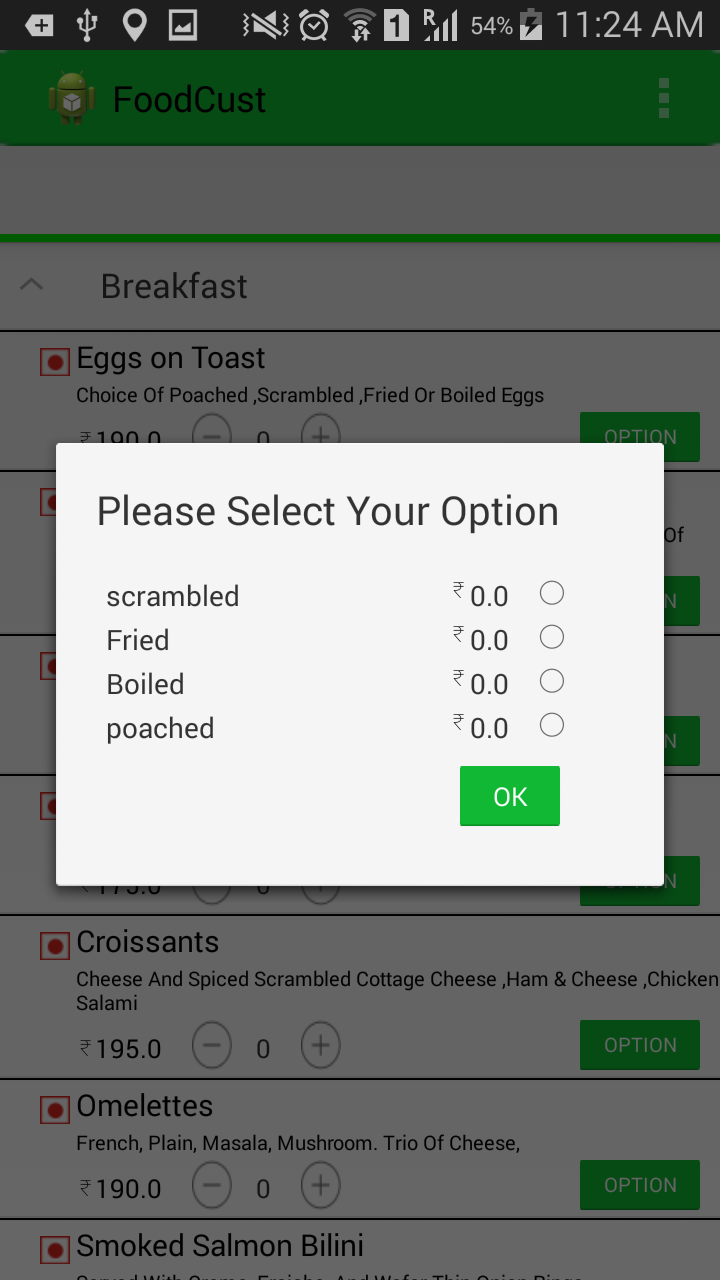 1 R 54% 11:24 AM
FoodCust
Breakfast
Eggs on Toast
Choice Of Poached ,Scrambled ,Fried Or Boiled Eggs
₹ 190.0 0 OPTION
Of
Please Select Your Option
scrambled ₹ 0.0
Fried ₹ 0.0
Boiled ₹ 0.0
poached ₹ 0.0
OK
Croissants
Cheese And Spiced Scrambled Cottage Cheese ,Ham & Cheese ,Chicken
Salami
₹ 195.0 0 OPTION
Omelettes
French, Plain, Masala, Mushroom. Trio Of Cheese,
₹ 190.0 0 OPTION
Smoked Salmon Bilini